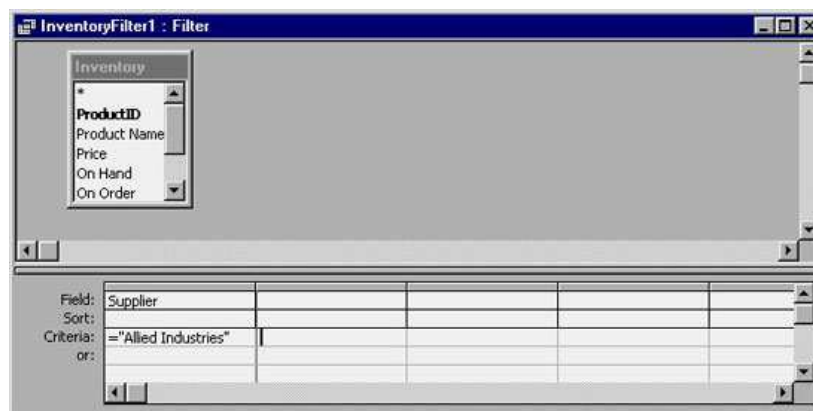 InventoryFilter1 : Filter
Inventory
*
ProductID
Product Name
Price
On Hand
On Order
Field: Supplier
Sort:
Criteria: ="Allied Industries"
or: